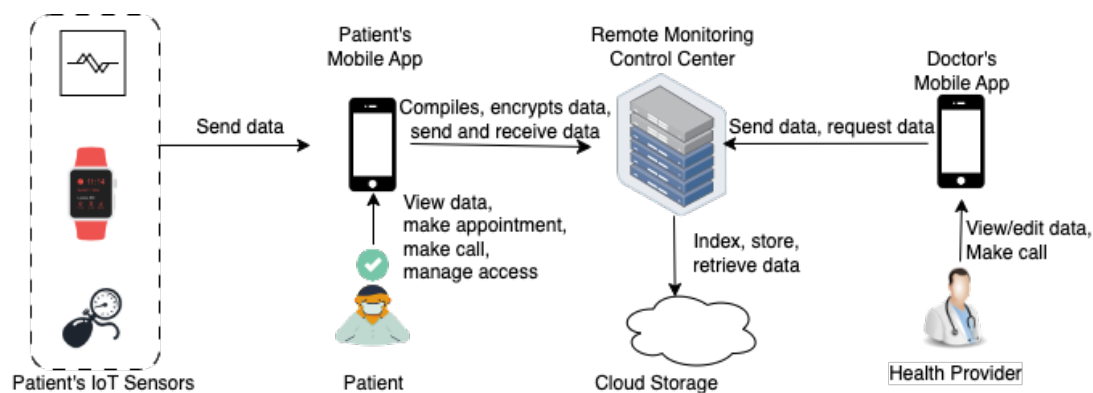 Patient's
Mobile App
Remote Monitoring
Control Center
Doctor's
Mobile App
Send data
Compiles, encrypts data,
send and receive data
Send data, request data
11:14
View data,
make appointment,
make call,
manage access
Index, store,
retrieve data
View/edit data,
Make call
Patient's IoT Sensors
Patient
Cloud Storage
Health Provider